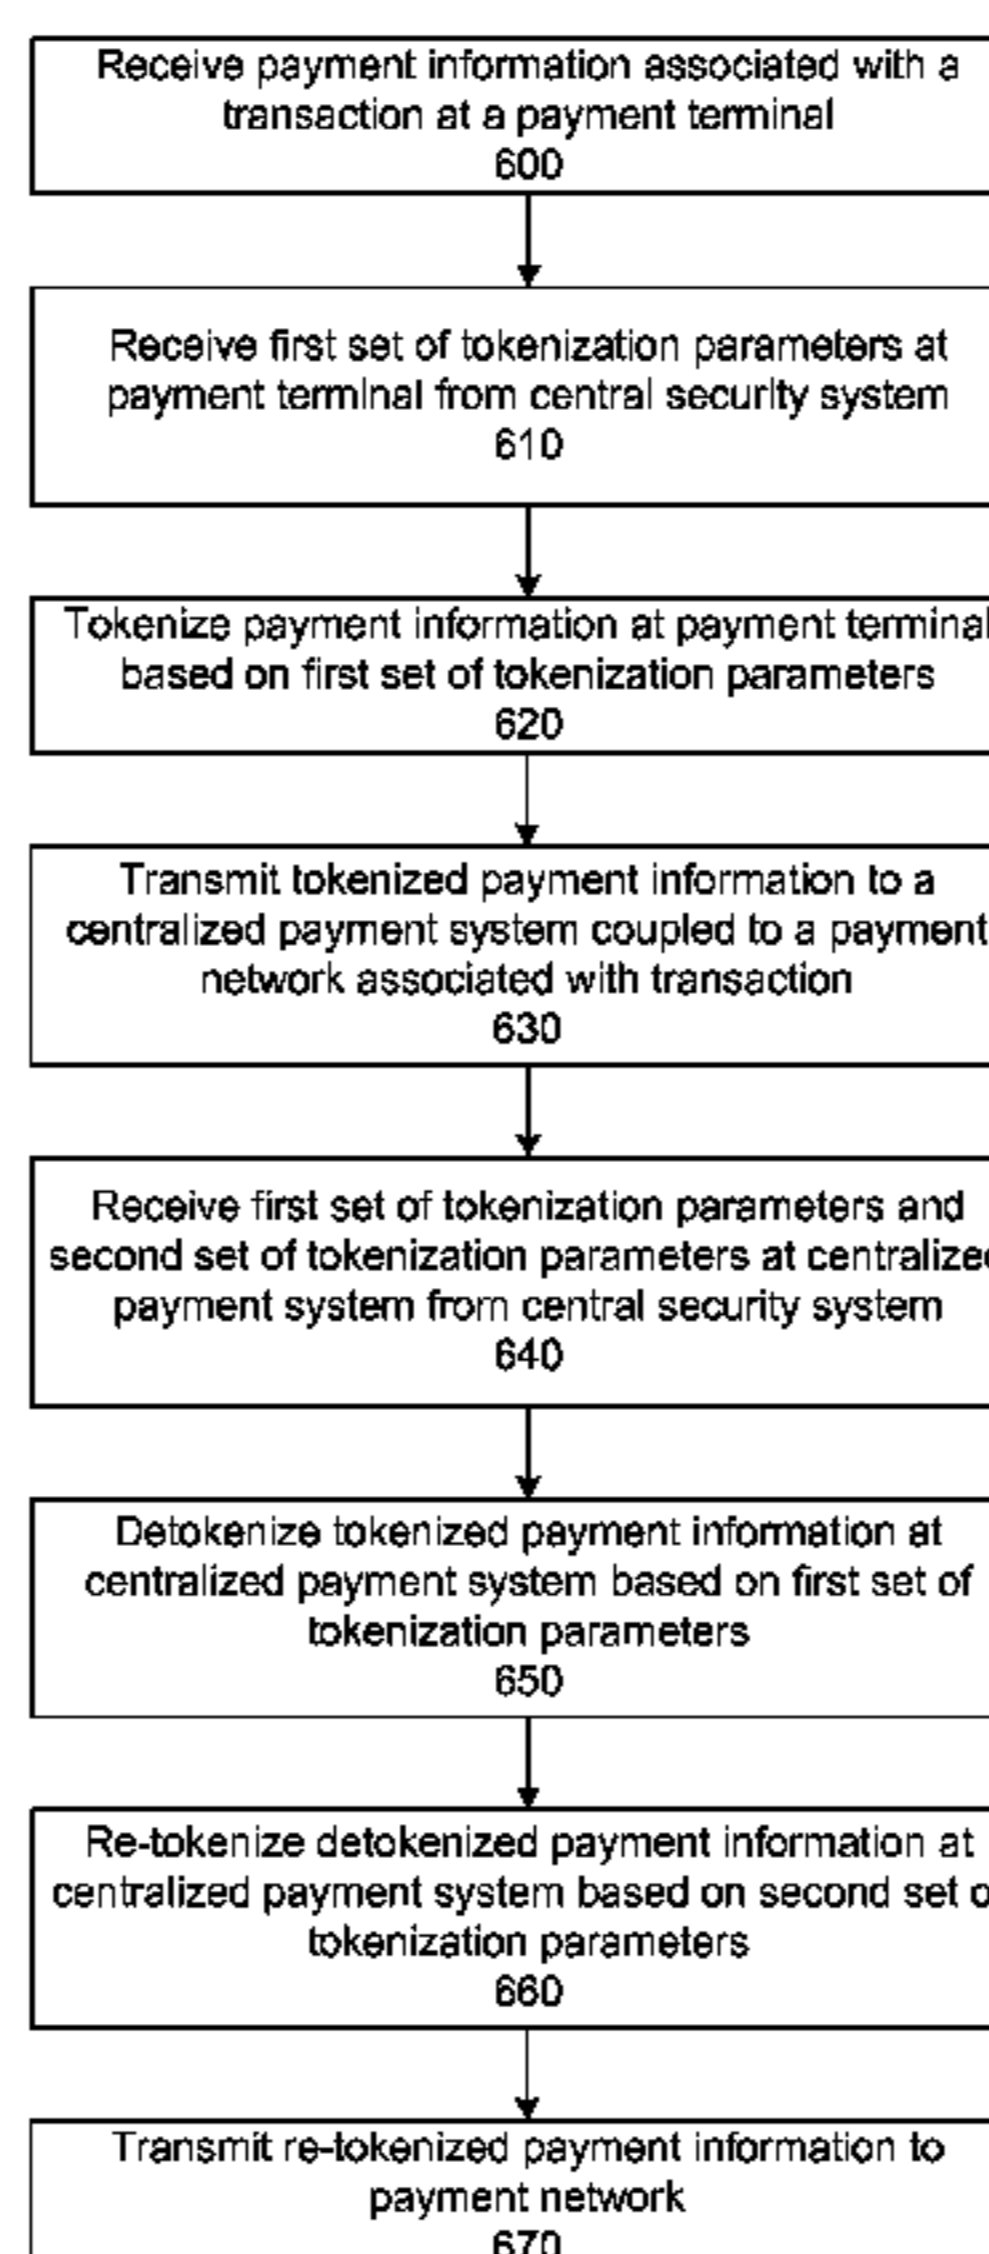 Receive payment information associated with a
transaction at a payment terminal
600
Receive first set of tokenization parameters at
payment terminal from central security system
610
Tokenize payment information at payment terminal
based on first set of tokenization parameters
620
Transmit tokenized payment information to a
centralized payment system coupled to a payment
network associated with transaction
630
Receive first set of tokenization parameters and
second set of tokenization parameters at centralized
payment system from central security system
640
Detokenize tokenized payment information at
centralized payment system based on first set of
tokenization parameters
650
Re-tokenize detokenized payment information at
centralized payment system based on second set o
tokenization parameters
660
Transmit re-tokenized payment information to
payment network
670